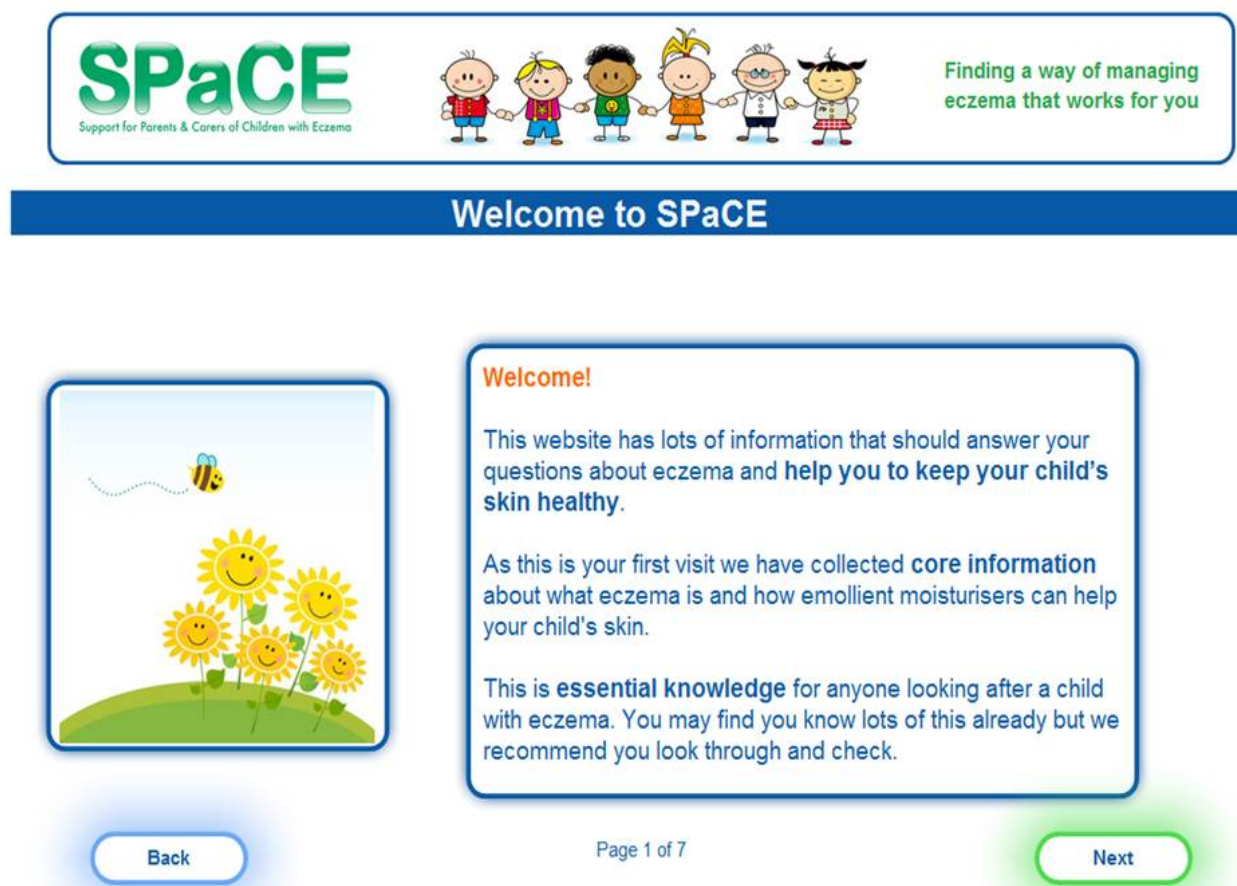 SPaCE
Support for Parents & Carers of Children with Eczema
Finding a way of managing
eczema that works for you
Welcome to SPaCE
Welcome!
This website has lots of information that should answer your
questions about eczema and help you to keep your child's
skin healthy.
As this is your first visit we have collected core information
about what eczema is and how emollient moisturisers can help
your child's skin.
This is essential knowledge for anyone looking after a child
with eczema. You may find you know lots of this already but we
recommend you look through and check.
Back
Page 1 of 7
Next